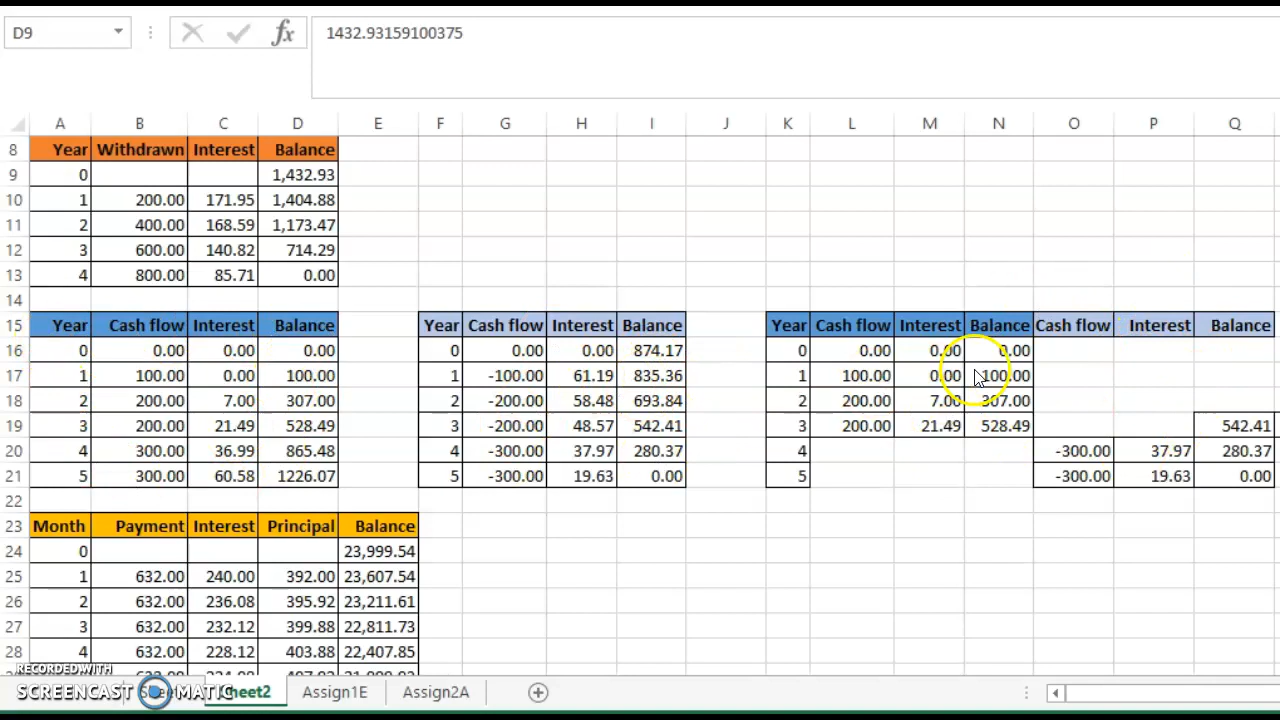 D9 fx 1432.93159100375
A B C D E F G H I J K L M N O P Q
8 Year Withdrawn Interest Balance
9 0 1,432.93
10 1 200.00 171.95 1,404.88
11 2 400.00 168.59 1,173.47
12 3 600.00 140.82 714.29
13 4 800.00 85.71 0.00
14
15 Year Cash flow Interest Balance Year Cash flow Interest Balance Year Cash flow Interest Balance Cash flow Interest Balance
16 0 0.00 0.00 0.00 0 0.00 0.00 874.17 0 0.00 0.00 0.00
17 1 100.00 0.00 100.00 1 -100.00 61.19 835.36 1 100.00 0.00 100.00
18 2 200.00 7.00 307.00 2 -200.00 58.48 693.84 2 200.00 7.00 307.00
19 3 200.00 21.49 528.49 3 -200.00 48.57 542.41 3 200.00 21.49 528.49 542.41
20 4 300.00 36.99 865.48 4 -300.00 37.97 280.37 4 -300.00 37.97 280.37
21 5 300.00 60.58 1226.07 5 -300.00 19.63 0.00 5 -300.00 19.63 0.00
22
23 Month Payment Interest Principal Balance
24 0 23,999.54
25 1 632.00 240.00 392.00 23,607.54
26 2 632.00 236.08 395.92 23,211.61
27 3 632.00 232.12 399.88 22,811.73
28 4 632.00 228.12 403.88 22,407.85
RECORDED WITH
SCREENCAST MATIC heet2 Assign1E Assign2A